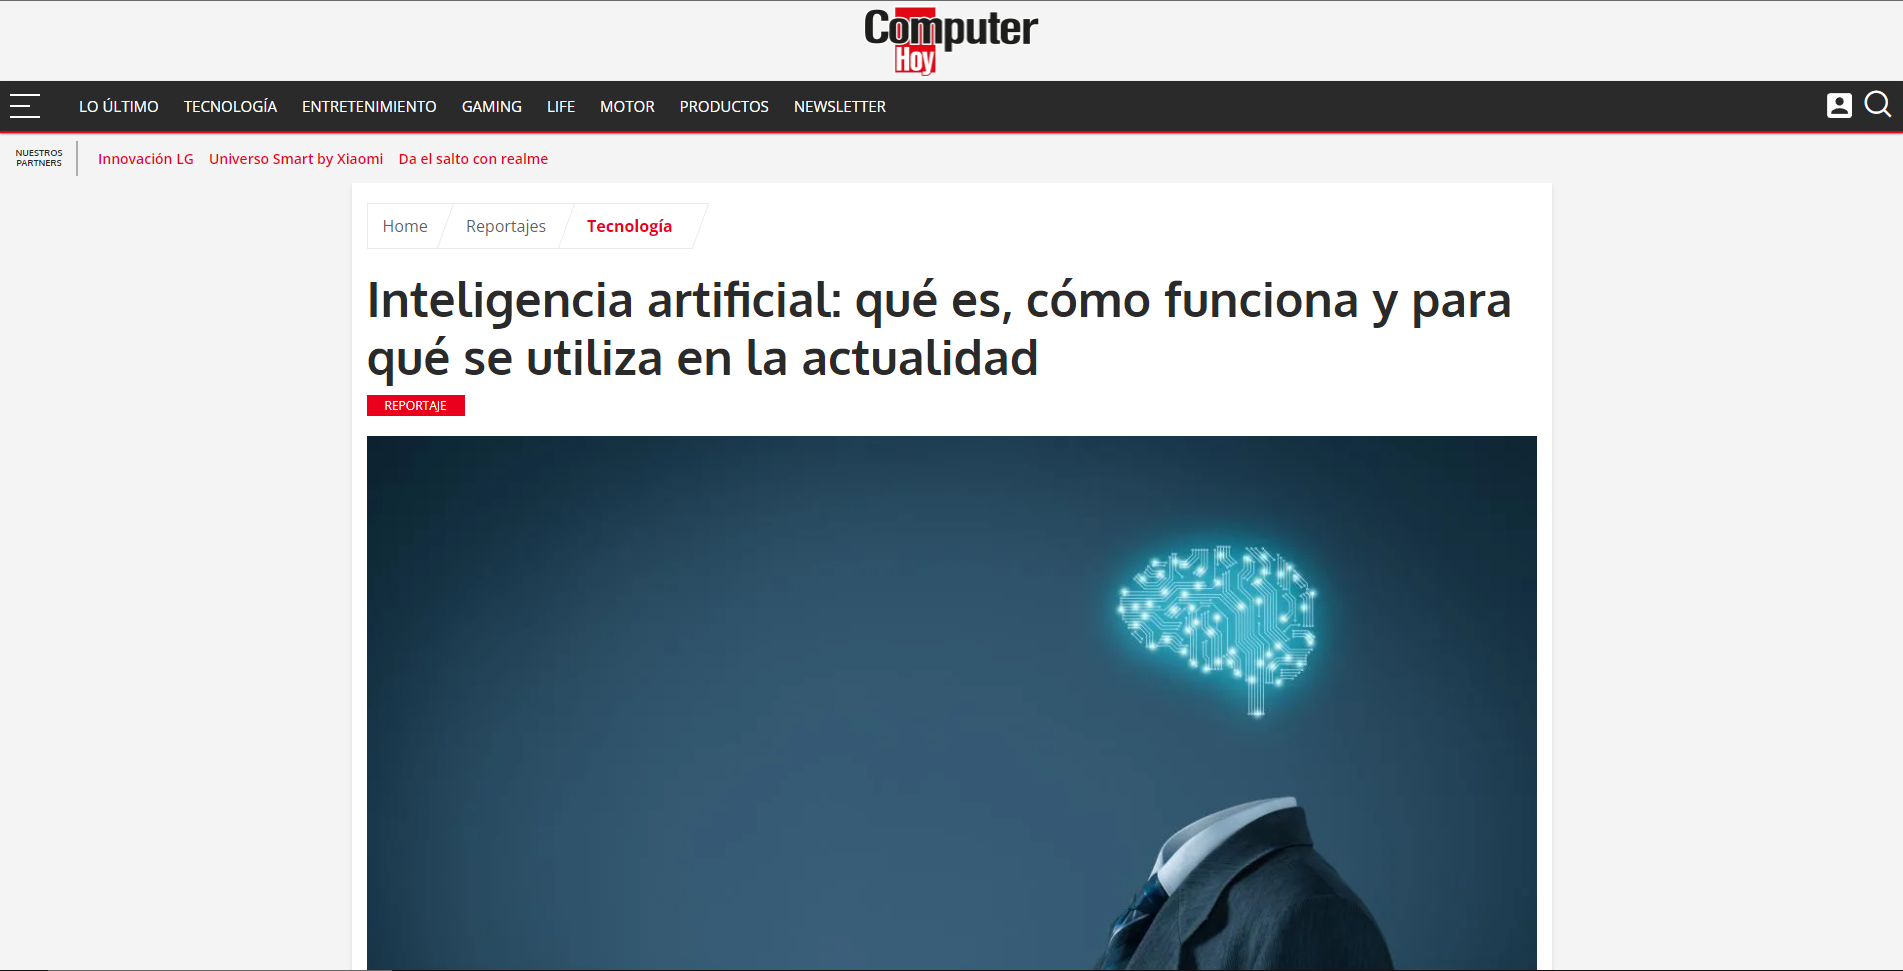 Computer
Hoy
LO ÚLTIMO TECNOLOGÍA ENTRETENIMIENTO GAMING LIFE MOTOR PRODUCTOS NEWSLETTER
NUESTROS
PARTNERS
Innovación LG Universo Smart by Xiaomi Da el salto con realme
Home Reportajes Tecnología
Inteligencia artificial: qué es, cómo funciona y para
qué se utiliza en la actualidad
REPORTAJE